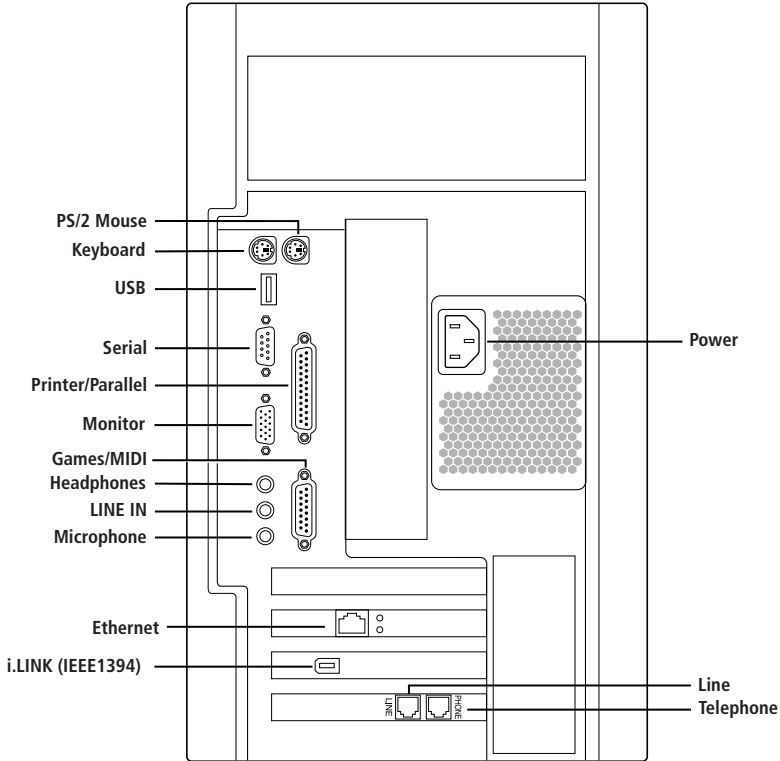 PS/2 Mouse
Keyboard
USB
Serial
Printer/Parallel
Monitor
Games/MIDI
Headphones
LINE IN
Microphone
Power
Ethernet
i.LINK (IEEE1394)
LINE
PHONE
Line
Telephone